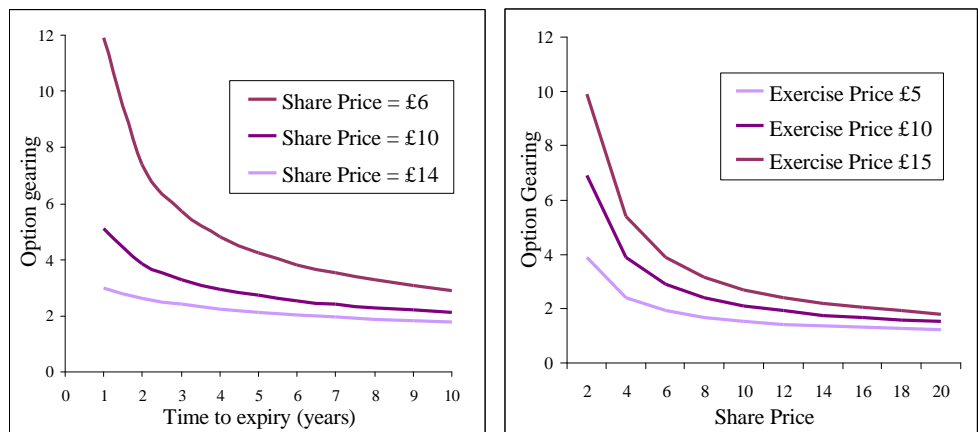 12
10
8
6
4
2
0
Option gearing
Share Price = £6
Share Price = £10
Share Price = £14
0 1 2 3 4 5 6 7 8 9 10
Time to expiry (years)
12
10
8
6
4
2
0
Option Gearing
Exercise Price £5
Exercise Price £10
Exercise Price £15
2 4 6 8 10 12 14 16 18 20
Share Price